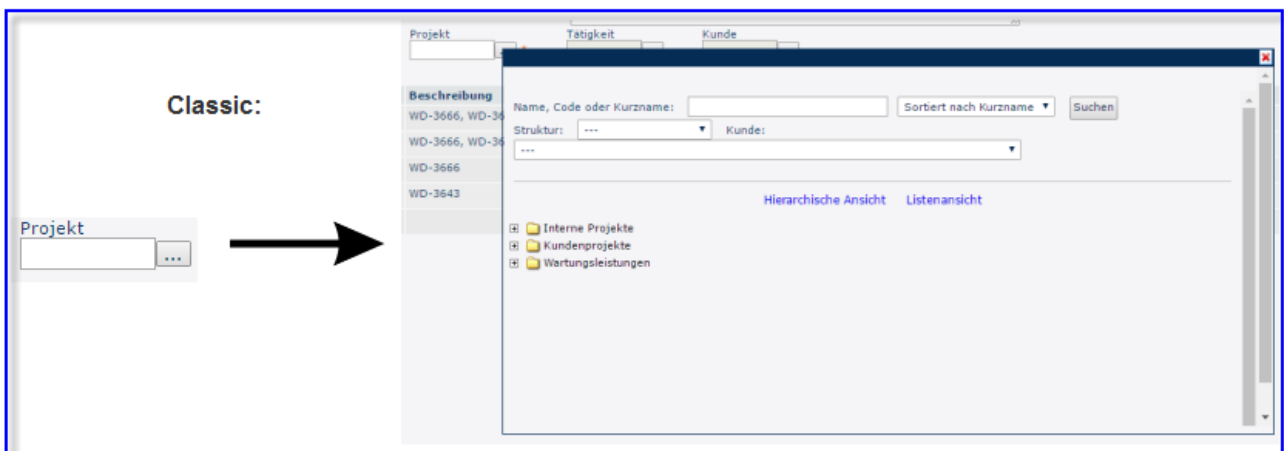 Classic:
Projekt
...
Projekt Tätigkeit Kunde
Beschreibung
WD-3666, WD-36
WD-3666, WD-36
WD-3666
WD-3643
Name, Code oder Kurzname: Sortiert nach Kurzname Suchen
Struktur: --- Kunde:
---
Hierarchische Ansicht Listenansicht
Interne Projekte
Kundenprojekte
Wartungsleistungen